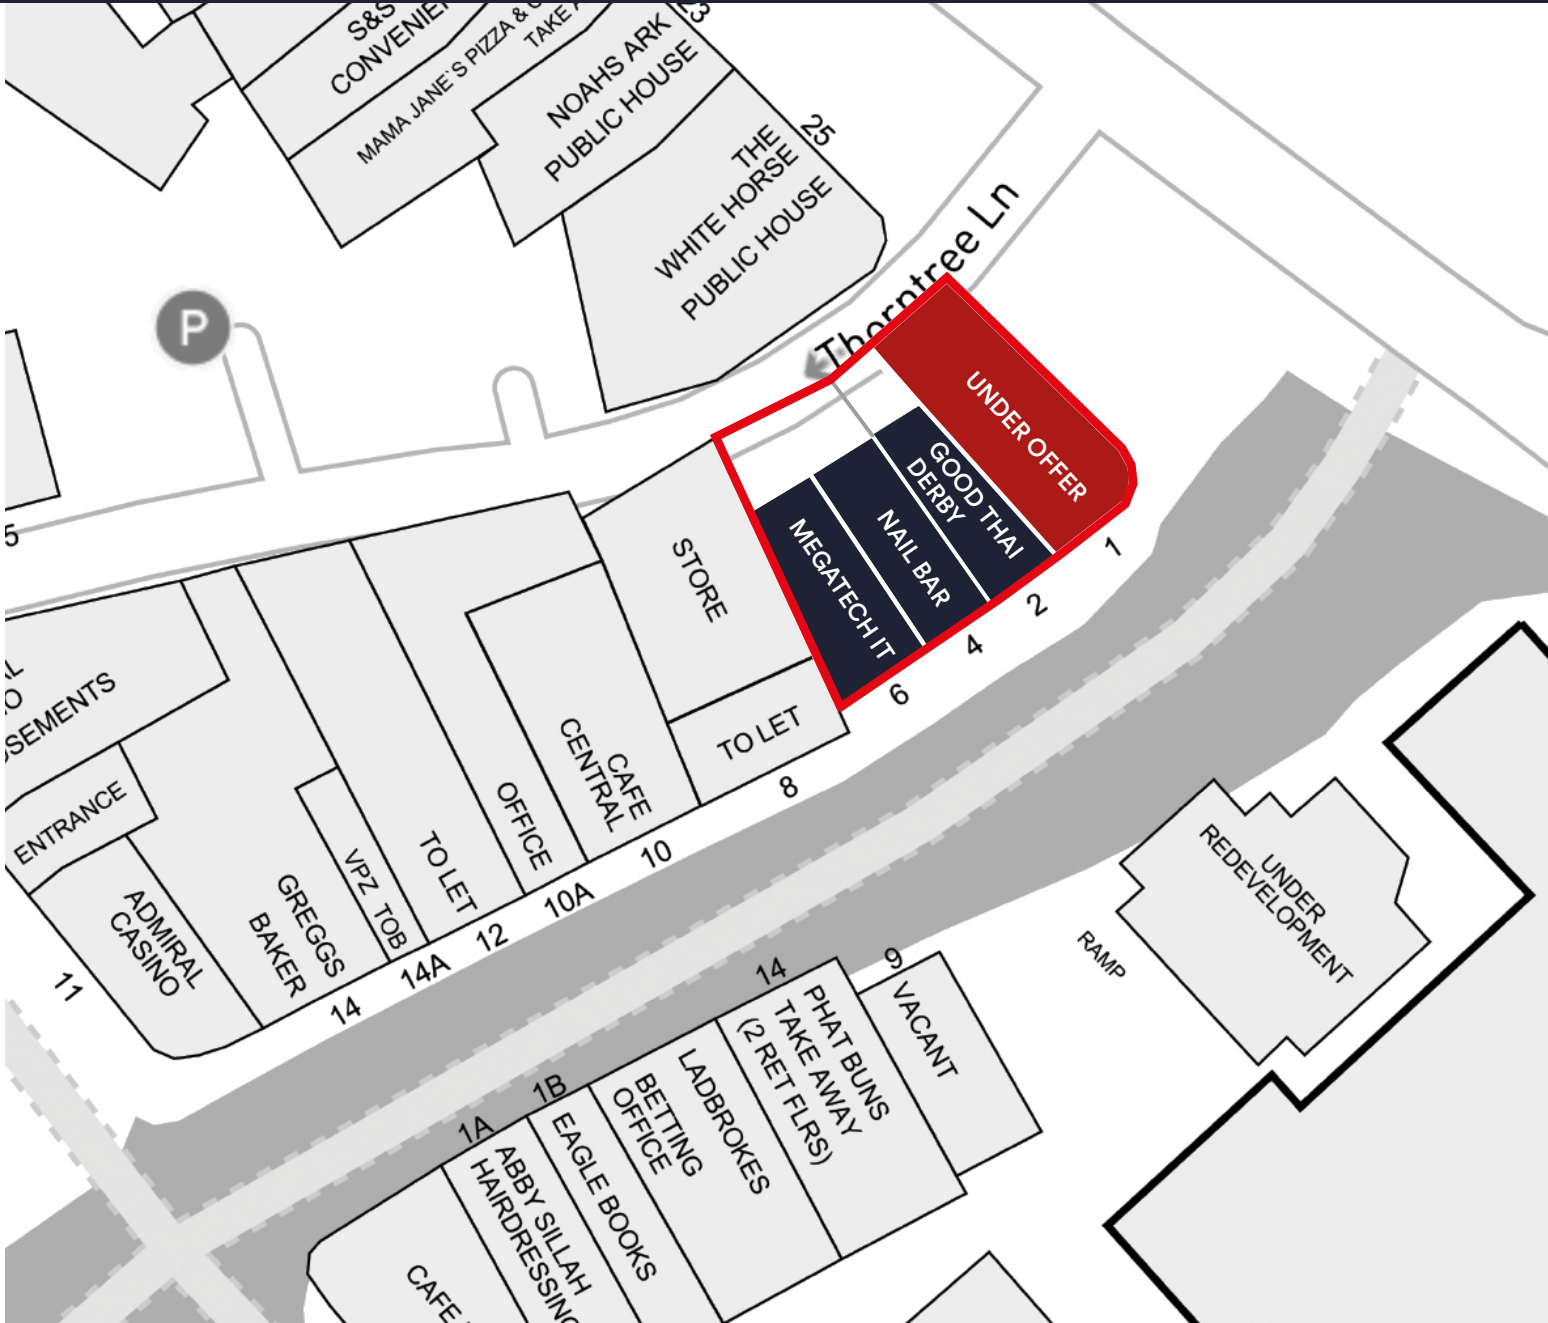 S&S
CONVENIEN
MAMA JANE`S PIZZA &
TAKE
NOAHS ARK
PUBLIC HOUSE
23
25
THE
WHITE HORSE
PUBLIC HOUSE
P
Thorntree Ln
UNDER OFFER
GOOD THAI
DERBY
NAIL BAR
MEGATECH IT
1
2
4
6
STORE
TO LET
8
CAFE
CENTRAL
10
OFFICE
10A
TO LET
12
VPZ TOB
14A
GREGGS
BAKER
14
ADMIRAL
CASINO
11
ENTRANCE
USEMENTS
5
UNDER
REDEVELOPMENT
RAMP
9
VACANT
14
PHAT BUNS
TAKE AWAY
(2 RET FLRS)
LADBROKES
BETTING
OFFICE
1B
EAGLE BOOKS
1A
ABBY SILLAH
HAIRDRESSING
CAFE